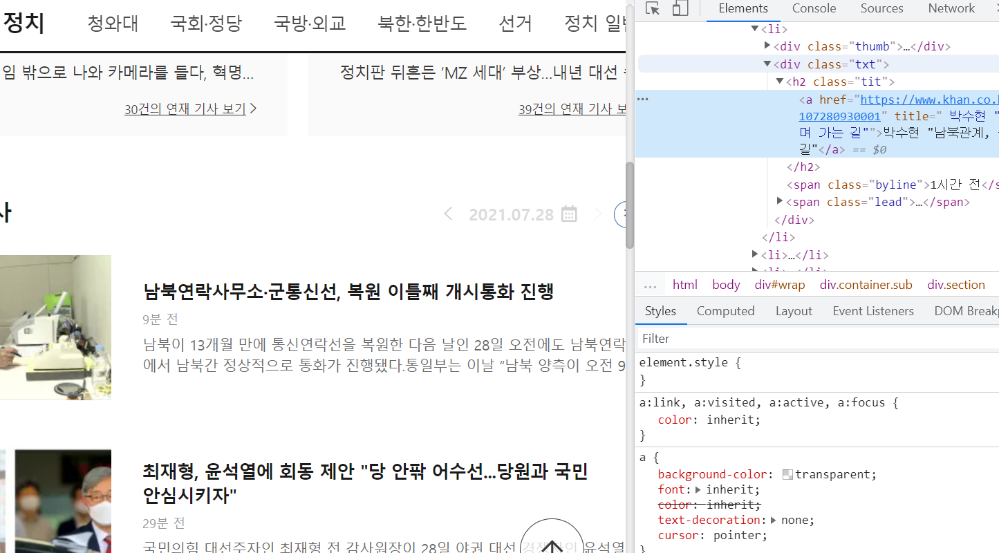 정치 청와대 국회·정당 국방·외교 북한·한반도 선거 정치 일반
임 밖으로 나와 카메라를 들다, 혁명...
30건의 연재 기사 보기
정치판 뒤흔든 ‘MZ 세대’ 부상...내년 대선
39건의 연재 기사 보
사
2021.07.28
남북연락사무소·군통신선, 복원 이틀째 개시통화 진행
9분 전
남북이 13개월 만에 통신연락선을 복원한 다음 날인 28일 오전에도 남북연락
에서 남북간 정상적으로 통화가 진행됐다.통일부는 이날 “남북 양측이 오전 9
최재형, 윤석열에 회동 제안 "당 안팎 어수선...당원과 국민
안심시키자"
29분 전
국민의힘 대선주자인 최재형 전 감사원장이 28일 야권 대선 경쟁자인 윤석열
Elements Console Sources Network
<li>
<div class="thumb">…</div>
<div class="txt">
<h2 class="tit">
<a href="https://www.khan.co.
107280930001" title=" 박수현 "
며 가는 길"">박수현 "남북관계,
길"</a> == $0
</h2>
<span class="byline">1시간 전</s
<span class="lead">…</span>
</div>
</li>
<li>…</li>
<li>…</li>
... html body div#wrap div.container.sub div.section
Styles Computed Layout Event Listeners DOM Breakp
Filter
element.style {
}
a:link, a:visited, a:active, a:focus {
color: inherit;
}
a {
background-color: transparent;
font: inherit;
color: inherit;
text-decoration: none;
cursor: pointer;
}